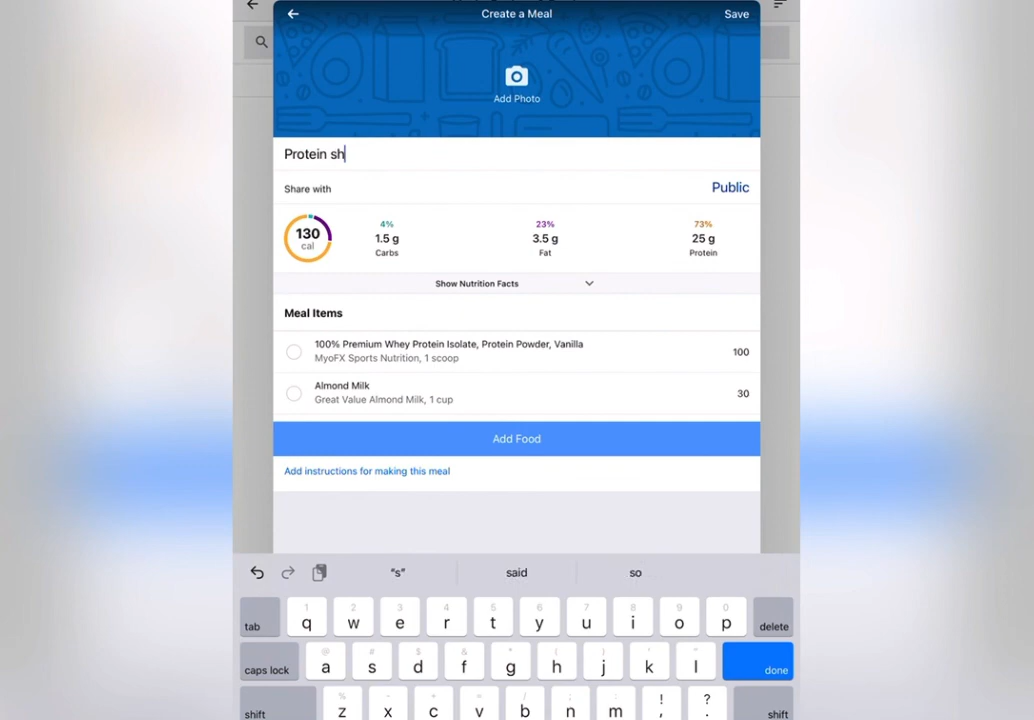 Create a Meal Save
Add Photo
Protein sh
Share with Public
130 cal
4% 23% 73%
1.5 g 3.5 g 25 g
Carbs Fat Protein
Show Nutrition Facts
Meal Items
100% Premium Whey Protein Isolate, Protein Powder, Vanilla
MyoFX Sports Nutrition, 1 scoop
100
Almond Milk
Great Value Almond Milk, 1 cup
30
Add Food
Add instructions for making this meal
"s" said so
1 2 3 4 5 6 7 8 9 0
tab q w e r t y u i o p delete
@ # $ & * ( ) ' "
caps lock a s d f g h j k l done
% - + = / ; : ! ?
shift z x c v b n m , . shift